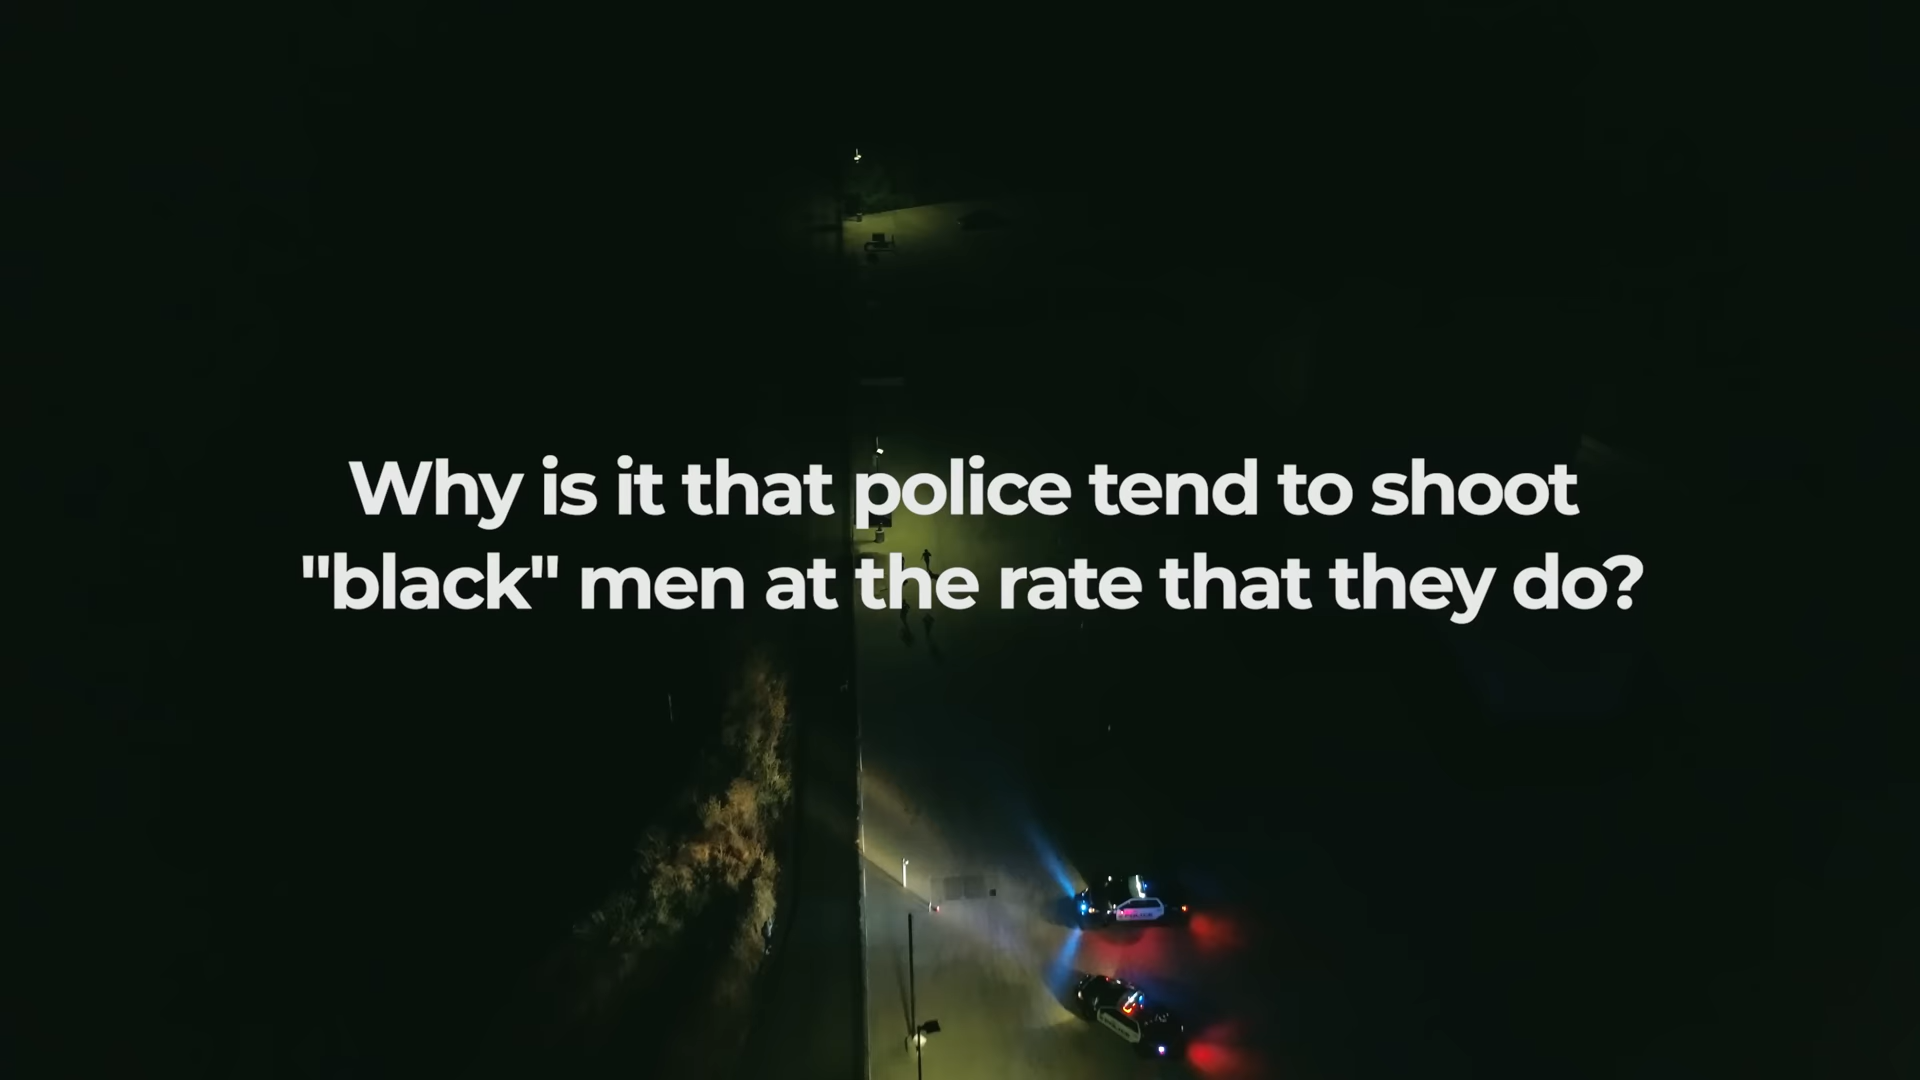 Why is it that police tend to shoot
"black" men at the rate that they do?